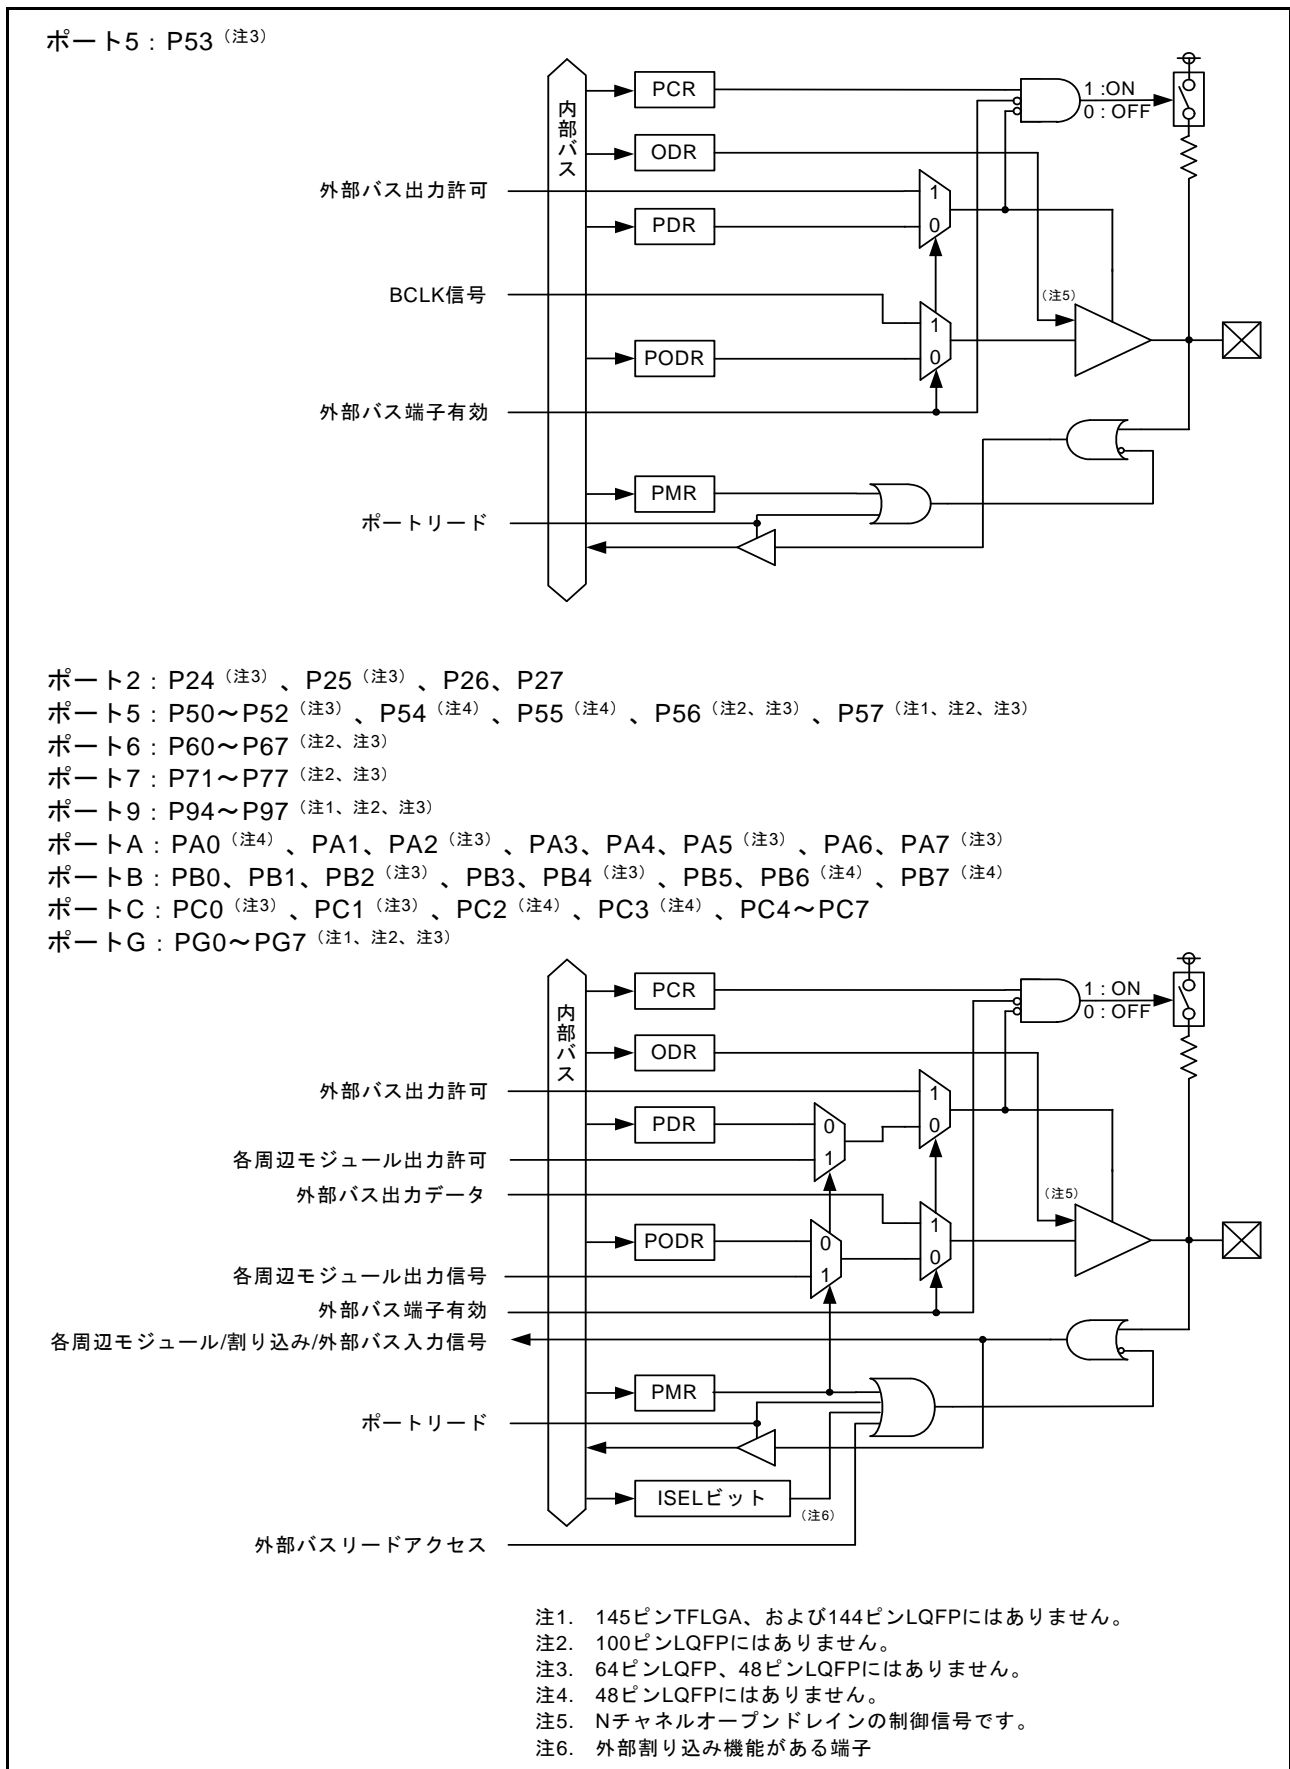 ポート5：P53（注3）
PCR
1 :ON
0 : OFF
内部バス
ODR
外部バス出力許可
1
PDR
0
BCLK信号
（注5）
1
PODR
0
外部バス端子有効
PMR
ポートリード
ポート2：P24（注3）、P25（注3）、P26、P27
ポート5：P50～P52（注3）、P54（注4）、P55（注4）、P56（注2、注3）、P57（注1、注2、注3）
ポート6：P60～P67（注2、注3）
ポート7：P71～P77（注2、注3）
ポート9：P94～P97（注1、注2、注3）
ポートA：PA0（注4）、PA1、PA2（注3）、PA3、PA4、PA5（注3）、PA6、PA7（注3）
ポートB：PB0、PB1、PB2（注3）、PB3、PB4（注3）、PB5、PB6（注4）、PB7（注4）
ポートC：PC0（注3）、PC1（注3）、PC2（注4）、PC3（注4）、PC4～PC7
ポートG：PG0～PG7（注1、注2、注3）
PCR
1 : ON
0 : OFF
内部バス
ODR
外部バス出力許可
1
PDR
0
0
各周辺モジュール出力許可
1
外部バス出力データ
（注5）
1
PODR
0
0
各周辺モジュール出力信号
1
外部バス端子有効
各周辺モジュール/割り込み/外部バス入力信号
PMR
ポートリード
ISELビット
（注6）
外部バスリードアクセス
注1. 145ピンTFLGA、および144ピンLQFPにはありません。
注2. 100ピンLQFPにはありません。
注3. 64ピンLQFP、48ピンLQFPにはありません。
注4. 48ピンLQFPにはありません。
注5. Nチャネルオープンドレインの制御信号です。
注6. 外部割り込み機能がある端子